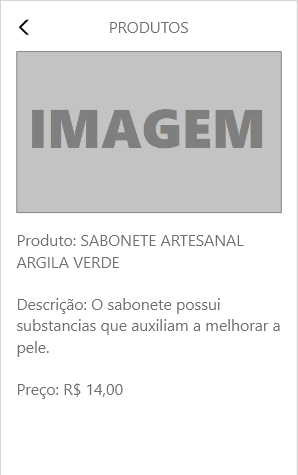 PRODUTOS
IMAGEM
Produto: SABONETE ARTESANAL
ARGILA VERDE
Descrição: O sabonete possui
substancias que auxiliam a melhorar a
pele.
Preço: R$ 14,00